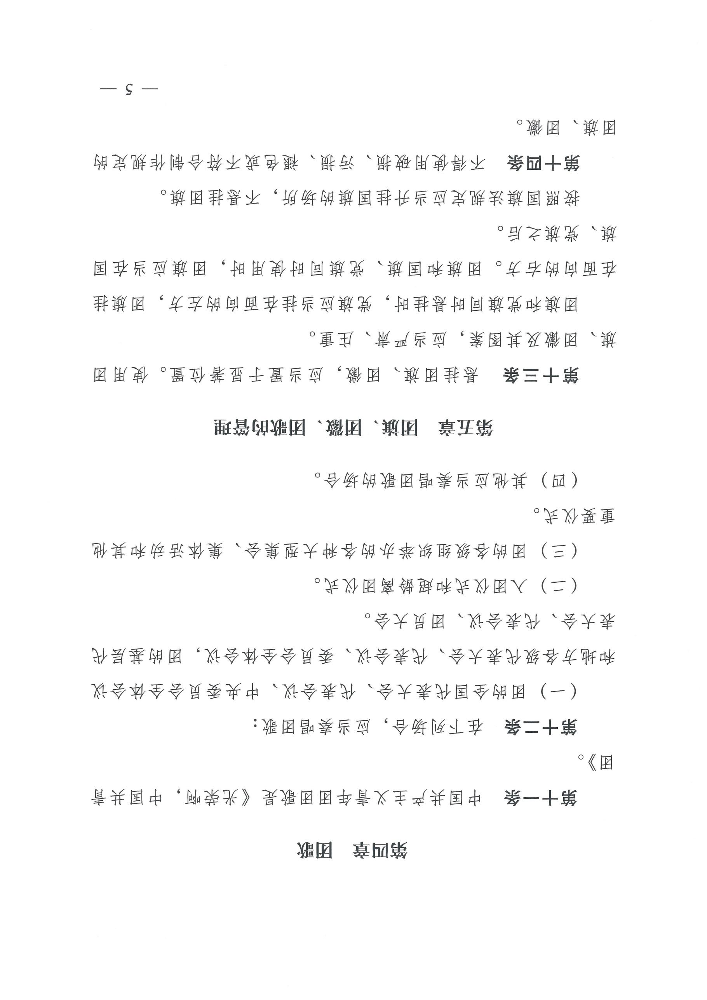 第四章　团歌
第十一条　中国共产主义青年团团歌是《光荣啊，中国共青
团》。
第十二条　在下列场合，应当奏唱团歌：
（一）团的全国代表大会、代表会议、中央委员会全体会议
和地方各级代表大会、代表会议、委员会全体会议，团的基层代
表大会、代表会议、团员大会。
（二）入团仪式和超龄离团仪式。
（三）团的各级组织举办的各种大型集会、集体活动和其他
重要仪式。
（四）其他应当奏唱团歌的场合。
第五章　团旗、团徽、团歌的管理
第十三条　悬挂团旗、团徽，应当置于显著位置。使用团
旗、团徽及其图案，应当严肃、庄重。
团旗和党旗同时悬挂时，党旗应当挂在面向的左方，团旗挂
在面向的右方。团旗和国旗、党旗同时使用时，团旗应当在国
旗、党旗之后。
按照国旗法规定应当升挂国旗的场所，不悬挂团旗。
第十四条　不得使用破损、污损、褪色或不符合制作规定的
团旗、团徽。
— 5 —